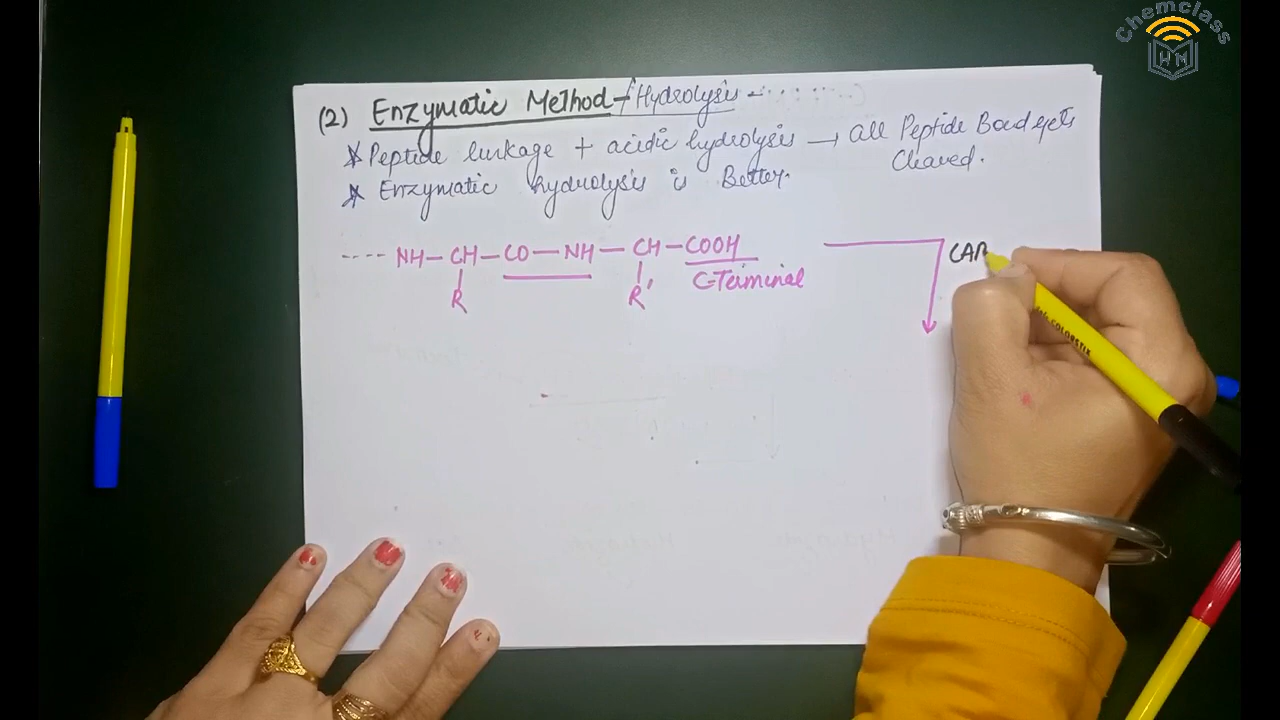 Chemclass
HM
(2) Enzymatic Method - Hydrolysis - ......
* Peptide linkage + acidic hydrolysis → all Peptide Bond gets
Cleaved.
* Enzymatic hydrolysis is Better.
---- NH — CH — CO — NH — CH — COOH
C-Terminal
R R'
CAR